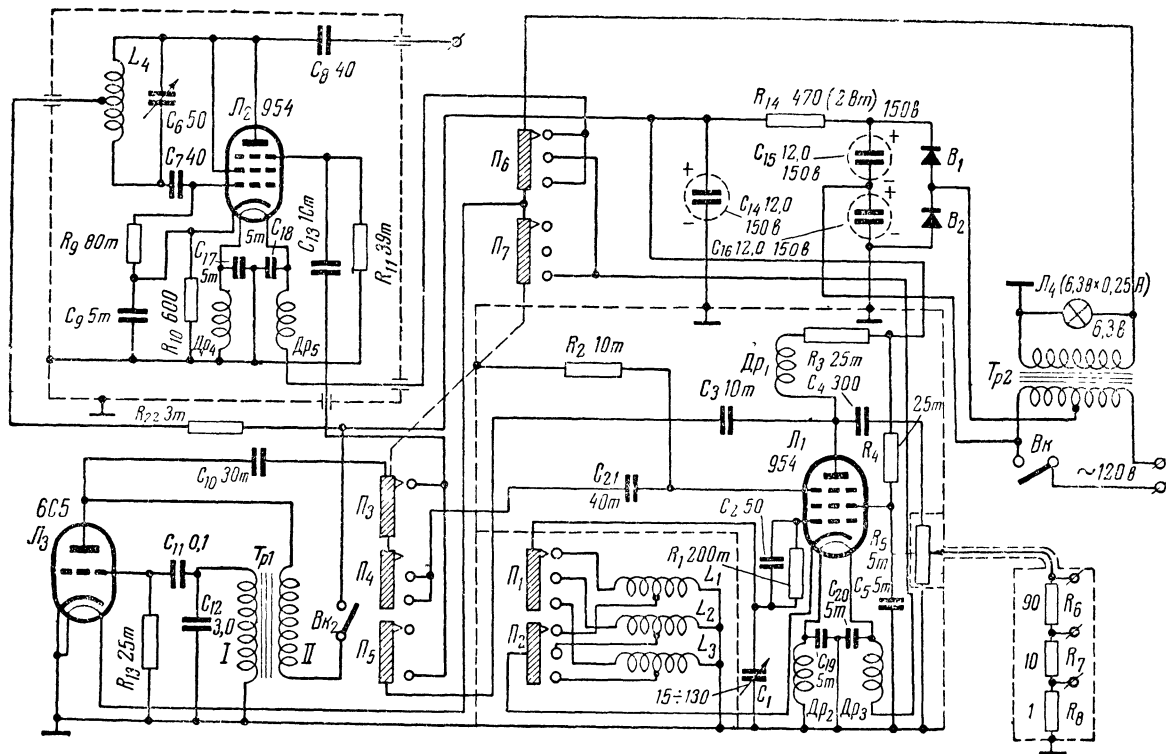 L₄
C₆ 50
Л₂ 954
C₈ 40
C₇ 40
R₉ 80т
C₉ 5т
R₁₀ 600
C₁₇ 5т
C₁₈
5т
C₁₃ 10т
R₁₁ 39т
Др₄
Др₅
П₆
П₇
R₁₄ 470 (2 Вт)
150в
C₁₅ 12,0
150в
+
−
+
−
+
−
C₁₄ 12,0
150в
C₁₆ 12,0 150в
В₁
В₂
Л₄ (6,3в×0,25А)
6,3в
Тр2
Вк
~120в
R₂₂ 3т
C₁₀ 30т
6С5
Л₃
C₁₁ 0,1
Тр1
C₁₂
3,0
I
II
R₁₃ 25т
Вк₂
П₃
П₄
П₅
R₂ 10т
Др₁
R₃ 25т
C₃ 10т
C₄ 300
25т
R₄
Л₁
954
C₂₁
40т
C₂ 50
R₁ 200т
R₅
5т
C₂₀
5т
C₅ 5т
П₁
П₂
L₁
L₂
L₃
15÷130
C₁
C₁₉
5т
Др₂
Др₃
90
R₆
10
R₇
1
R₈